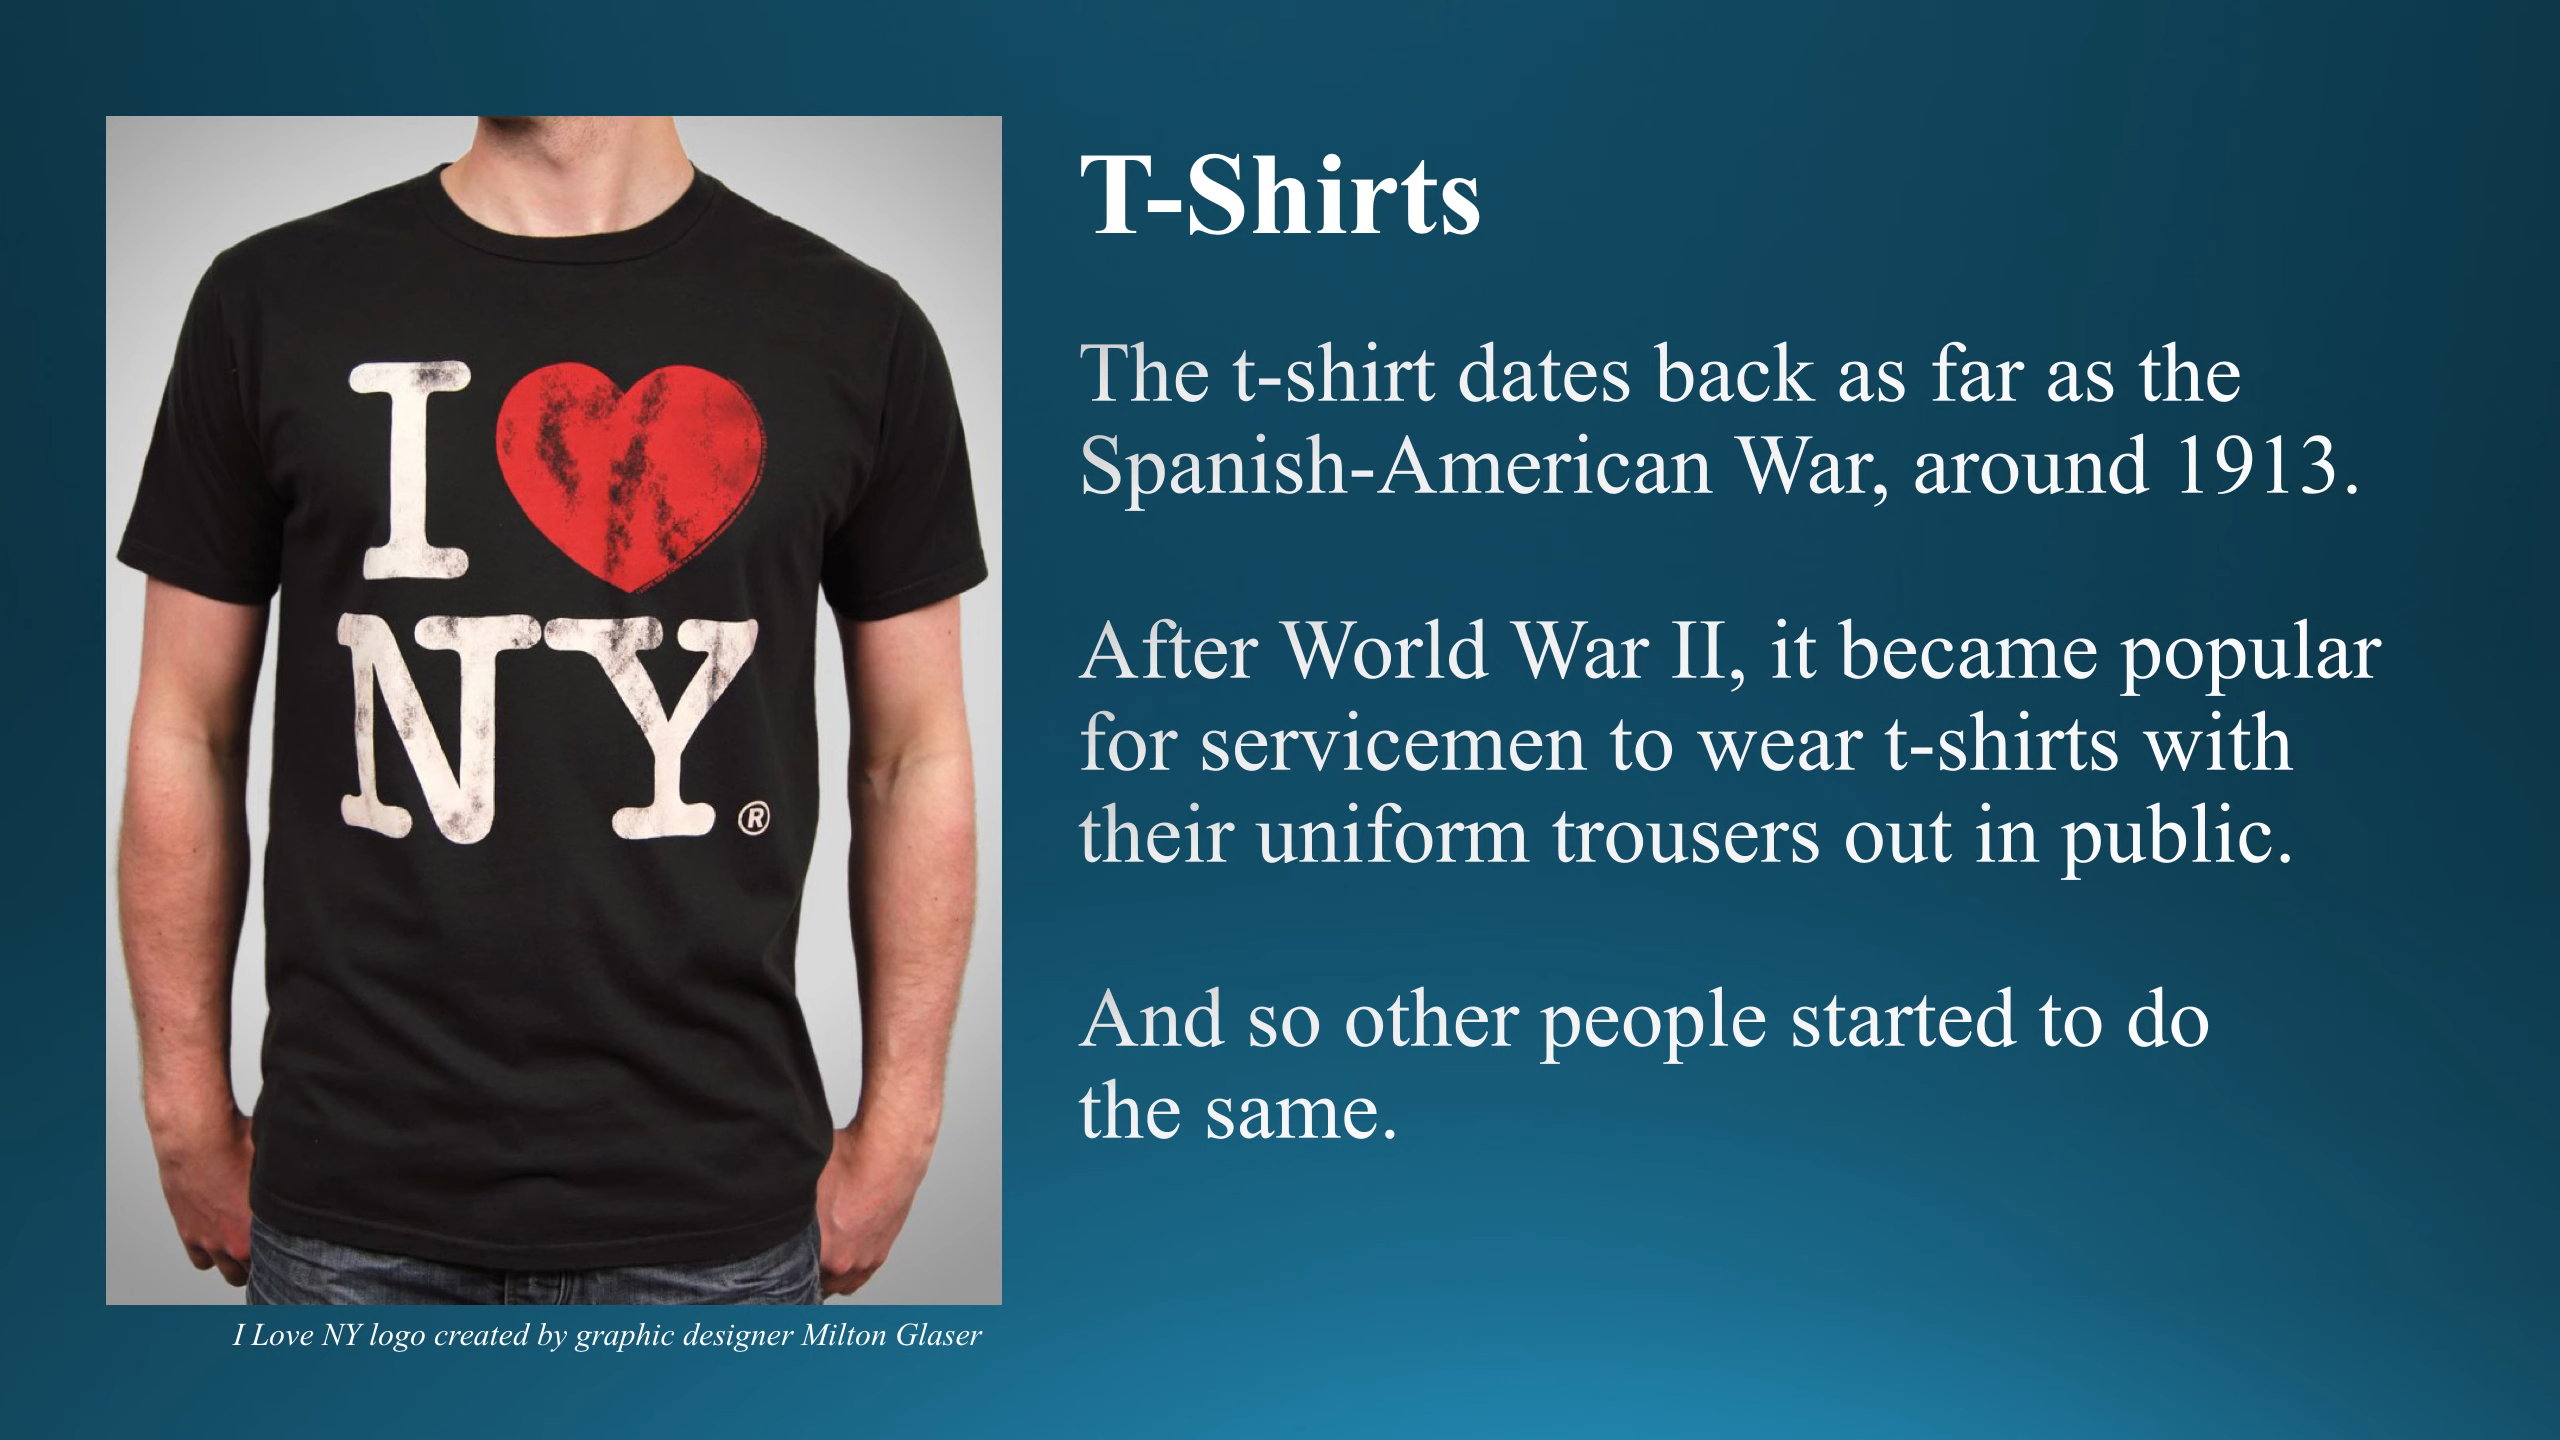 I ♥
NY®
I Love NY logo created by graphic designer Milton Glaser
T-Shirts
The t-shirt dates back as far as the
Spanish-American War, around 1913.
After World War II, it became popular
for servicemen to wear t-shirts with
their uniform trousers out in public.
And so other people started to do
the same.